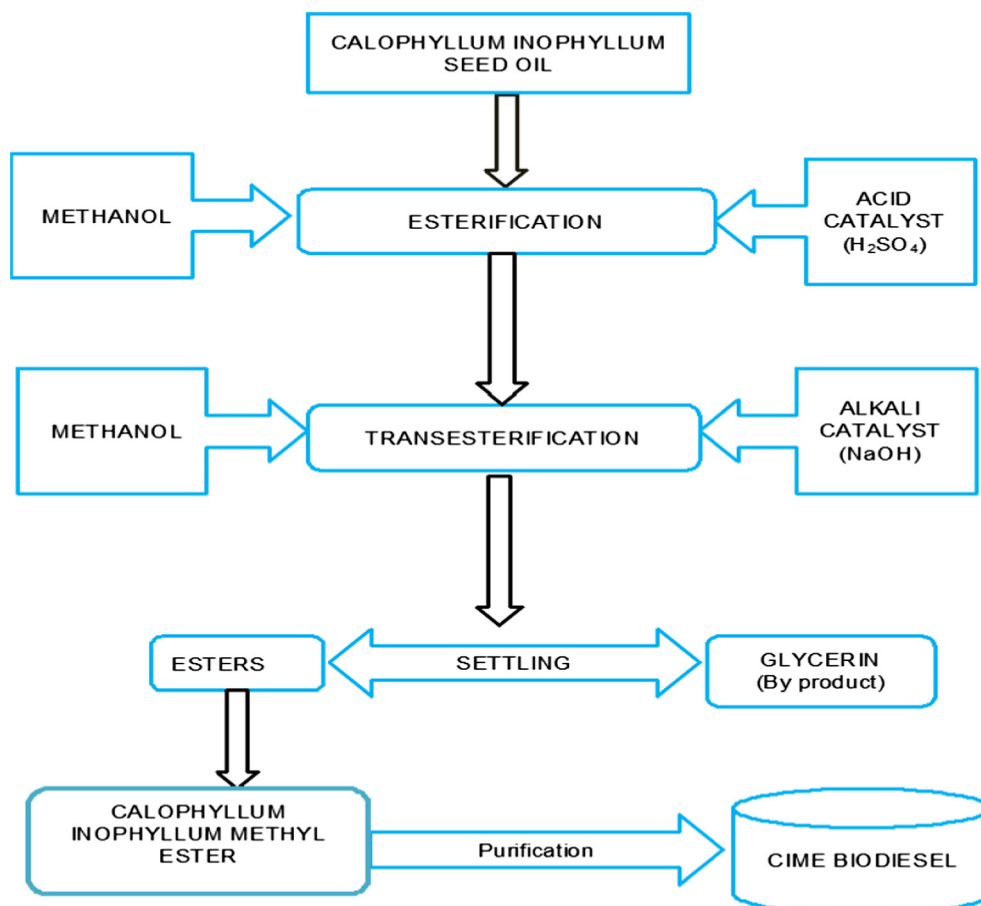 CALOPHYLLUM INOPHYLLUM
SEED OIL
METHANOL
ESTERIFICATION
ACID
CATALYST
(H₂SO₄)
METHANOL
TRANSESTERIFICATION
ALKALI
CATALYST
(NaOH)
ESTERS
SETTLING
GLYCERIN
(By product)
CALOPHYLLUM
INOPHYLLUM METHYL
ESTER
Purification
CIME BIODIESEL